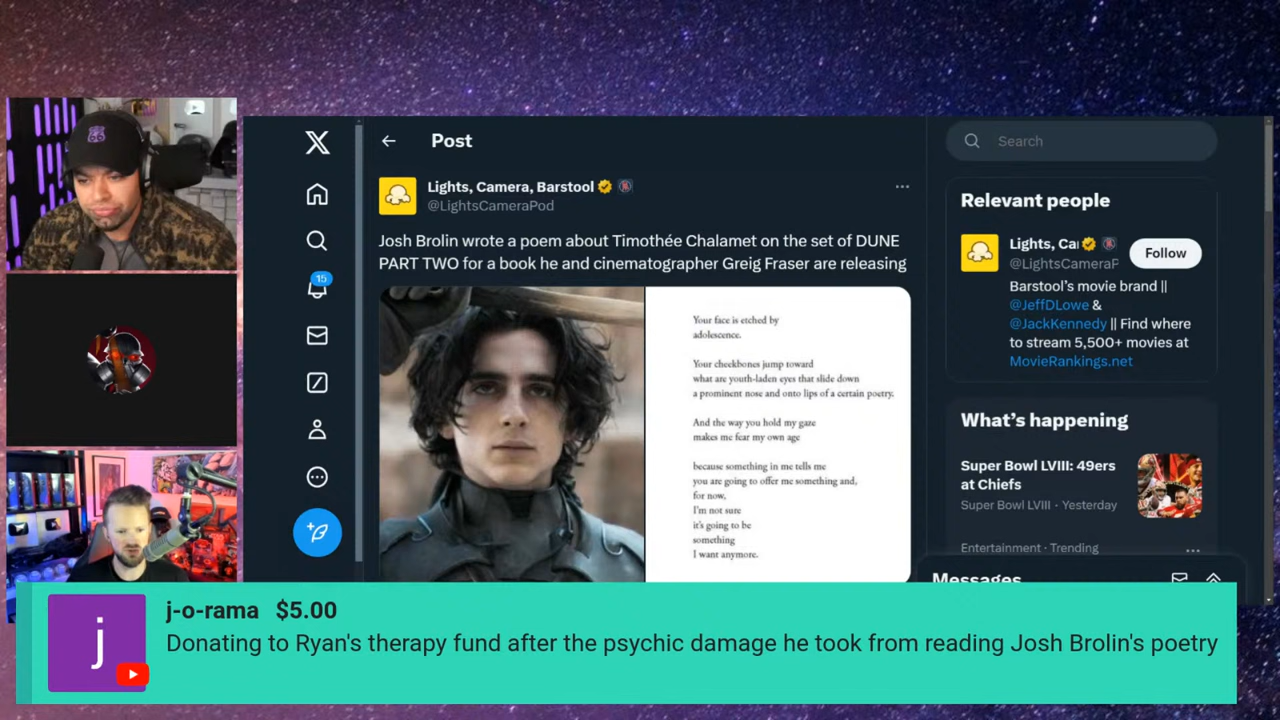 Post
Lights, Camera, Barstool
@LightsCameraPod
Josh Brolin wrote a poem about Timothée Chalamet on the set of DUNE
PART TWO for a book he and cinematographer Greig Fraser are releasing
Your face is etched by
adolescence.
Your cheekbones jump toward
what are youth-laden eyes that slide down
a prominent nose and onto lips of a certain poetry.
And the way you hold my gaze
makes me fear my own age
because something in me tells me
you are going to offer me something and,
for now,
I'm not sure
it's going to be
something
I want anymore.
15
Search
Relevant people
Lights, Ca
@LightsCameraP
Follow
Barstool's movie brand ||
@JeffDLowe &
@JackKennedy || Find where
to stream 5,500+ movies at
MovieRankings.net
What's happening
Super Bowl LVIII: 49ers
at Chiefs
Super Bowl LVIII · Yesterday
Entertainment · Trending
Messages
j
j-o-rama $5.00
Donating to Ryan's therapy fund after the psychic damage he took from reading Josh Brolin's poetry